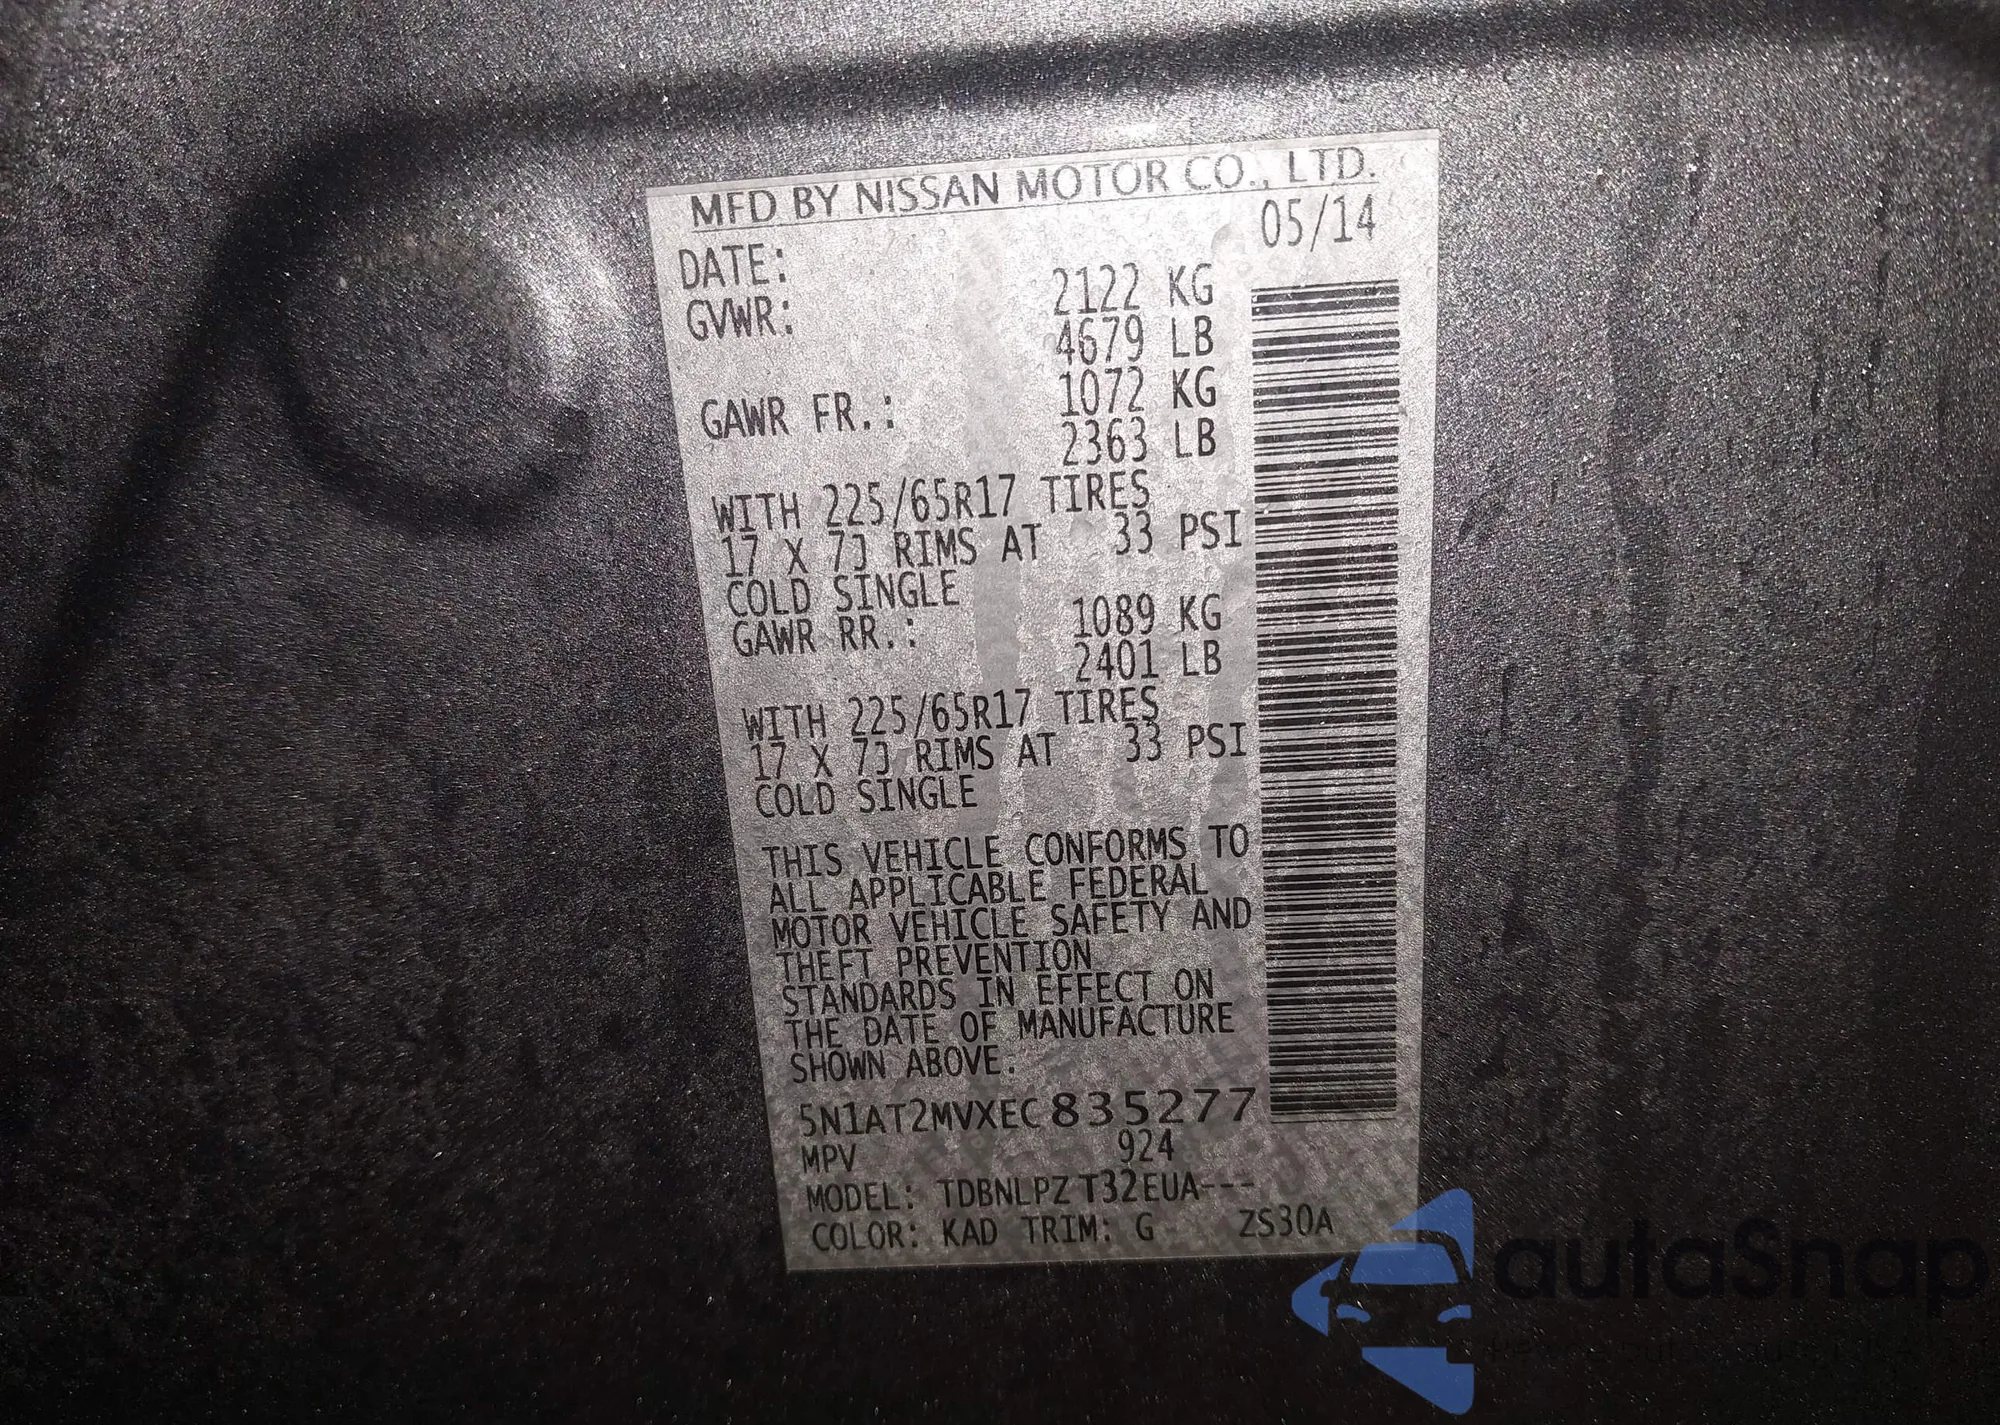 MFD BY NISSAN MOTOR CO., LTD.
DATE: 05/14
GVWR: 2122 KG
4679 LB
GAWR FR.: 1072 KG
2363 LB
WITH 225/65R17 TIRES
17 X 7J RIMS AT 33 PSI
COLD SINGLE
GAWR RR.: 1089 KG
2401 LB
WITH 225/65R17 TIRES
17 X 7J RIMS AT 33 PSI
COLD SINGLE
THIS VEHICLE CONFORMS TO
ALL APPLICABLE FEDERAL
MOTOR VEHICLE SAFETY AND
THEFT PREVENTION
STANDARDS IN EFFECT ON
THE DATE OF MANUFACTURE
SHOWN ABOVE.
5N1AT2MVXEC835277
MPV 924
MODEL: TDBNLPZ T32EUA---
COLOR: KAD TRIM: G ZS30A
autaSnap